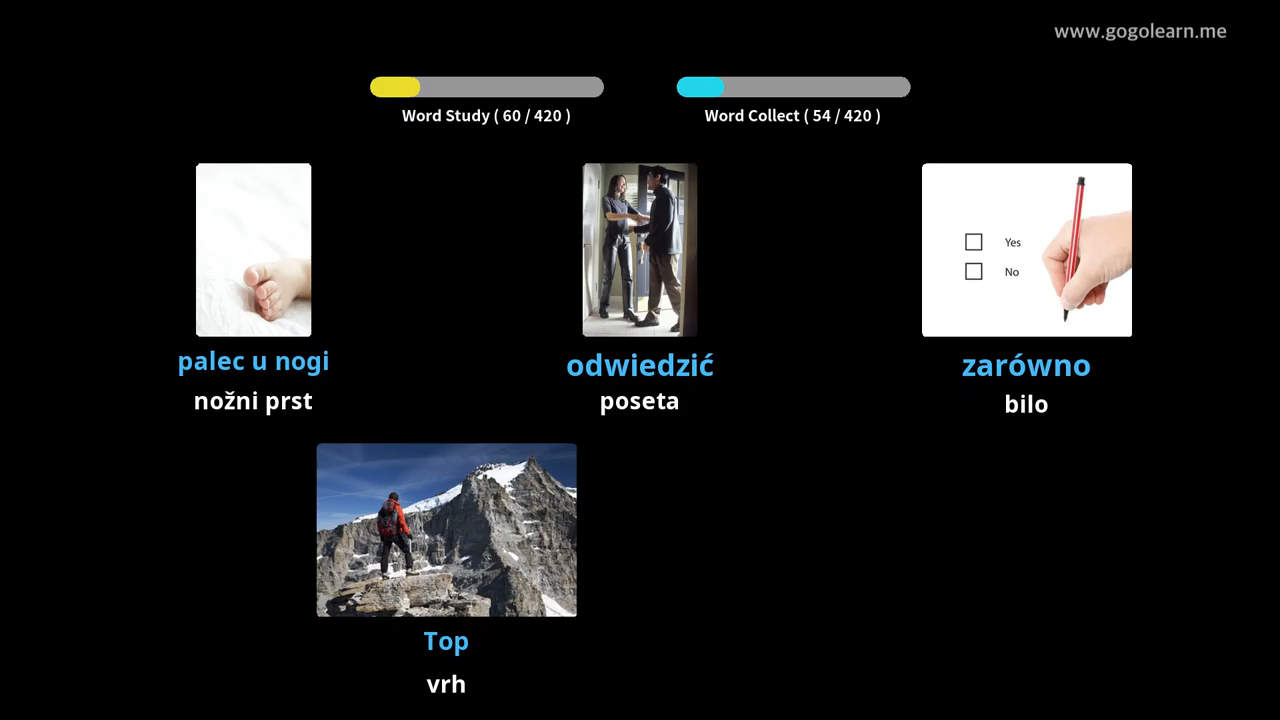 www.gogolearn.me
Word Study ( 60 / 420 )
Word Collect ( 54 / 420 )
Yes
No
palec u nogi
nožni prst
odwiedzić
poseta
zarówno
bilo
Top
vrh